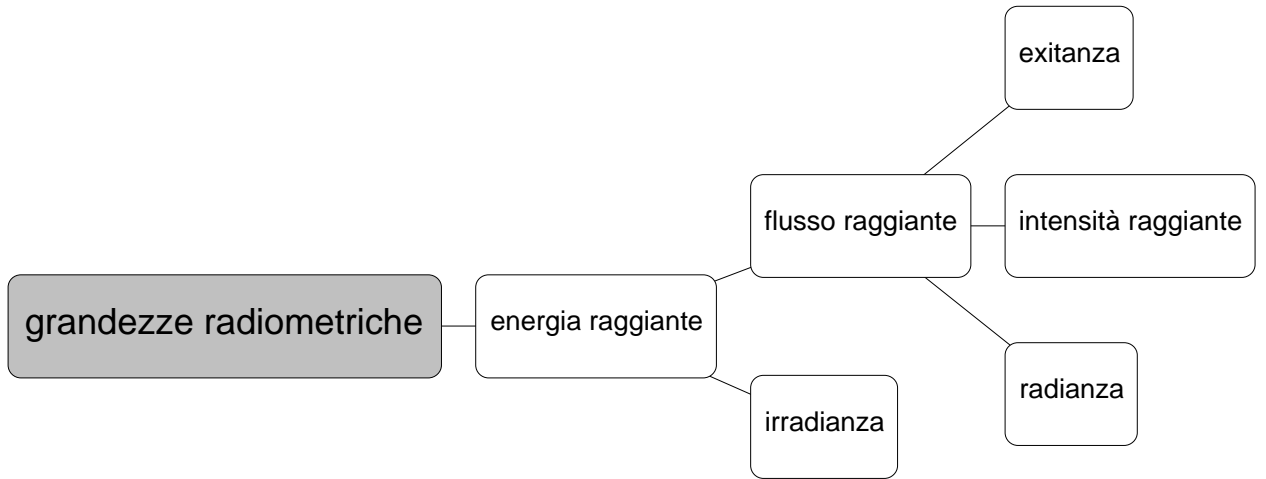 grandezze radiometriche
energia raggiante
flusso raggiante
exitanza
intensità raggiante
radianza
irradianza